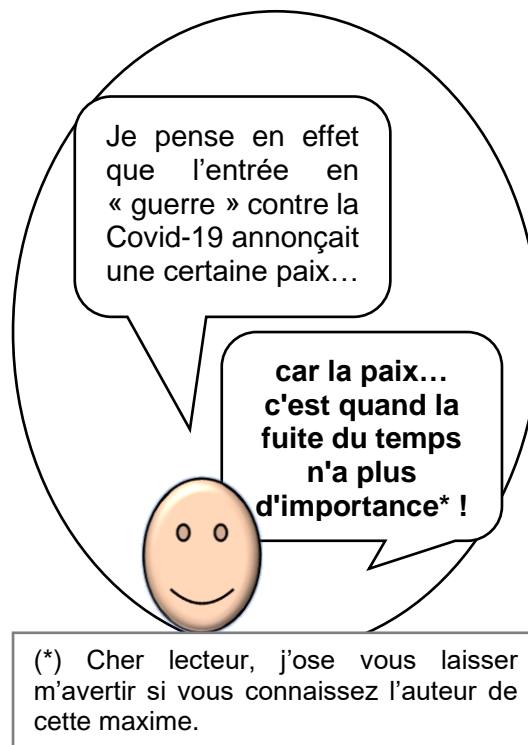 Je pense en effet
que l’entrée en
« guerre » contre la
Covid-19 annonçait
une certaine paix…
car la paix…
c'est quand la
fuite du temps
n'a plus
d'importance* !
(*) Cher lecteur, j’ose vous laisser
m’avertir si vous connaissez l’auteur de
cette maxime.